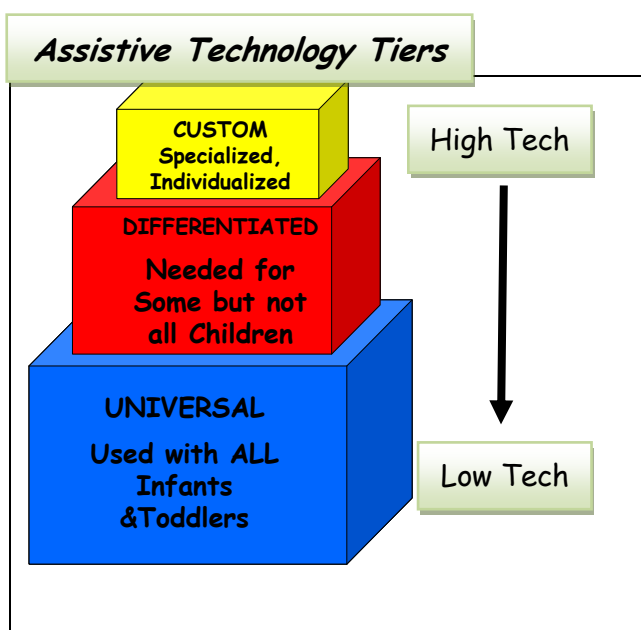 Assistive Technology Tiers
CUSTOM
Specialized,
Individualized
High Tech
DIFFERENTIATED
Needed for
Some but not
all Children
UNIVERSAL
Used with ALL
Infants
&Toddlers
Low Tech